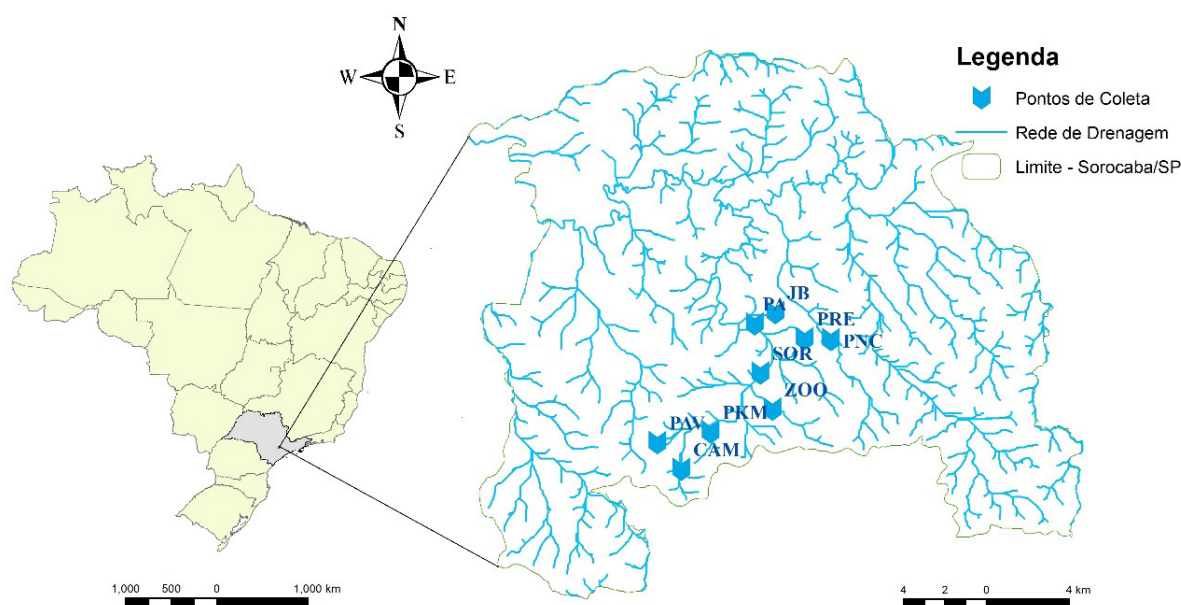 N
W E
S
Legenda
Pontos de Coleta
Rede de Drenagem
Limite - Sorocaba/SP
JB
PA
PRE
PNC
SOR
ZOO
PKM
PAV
CAM
1,000 500 0 1,000 km
4 2 0 4 km